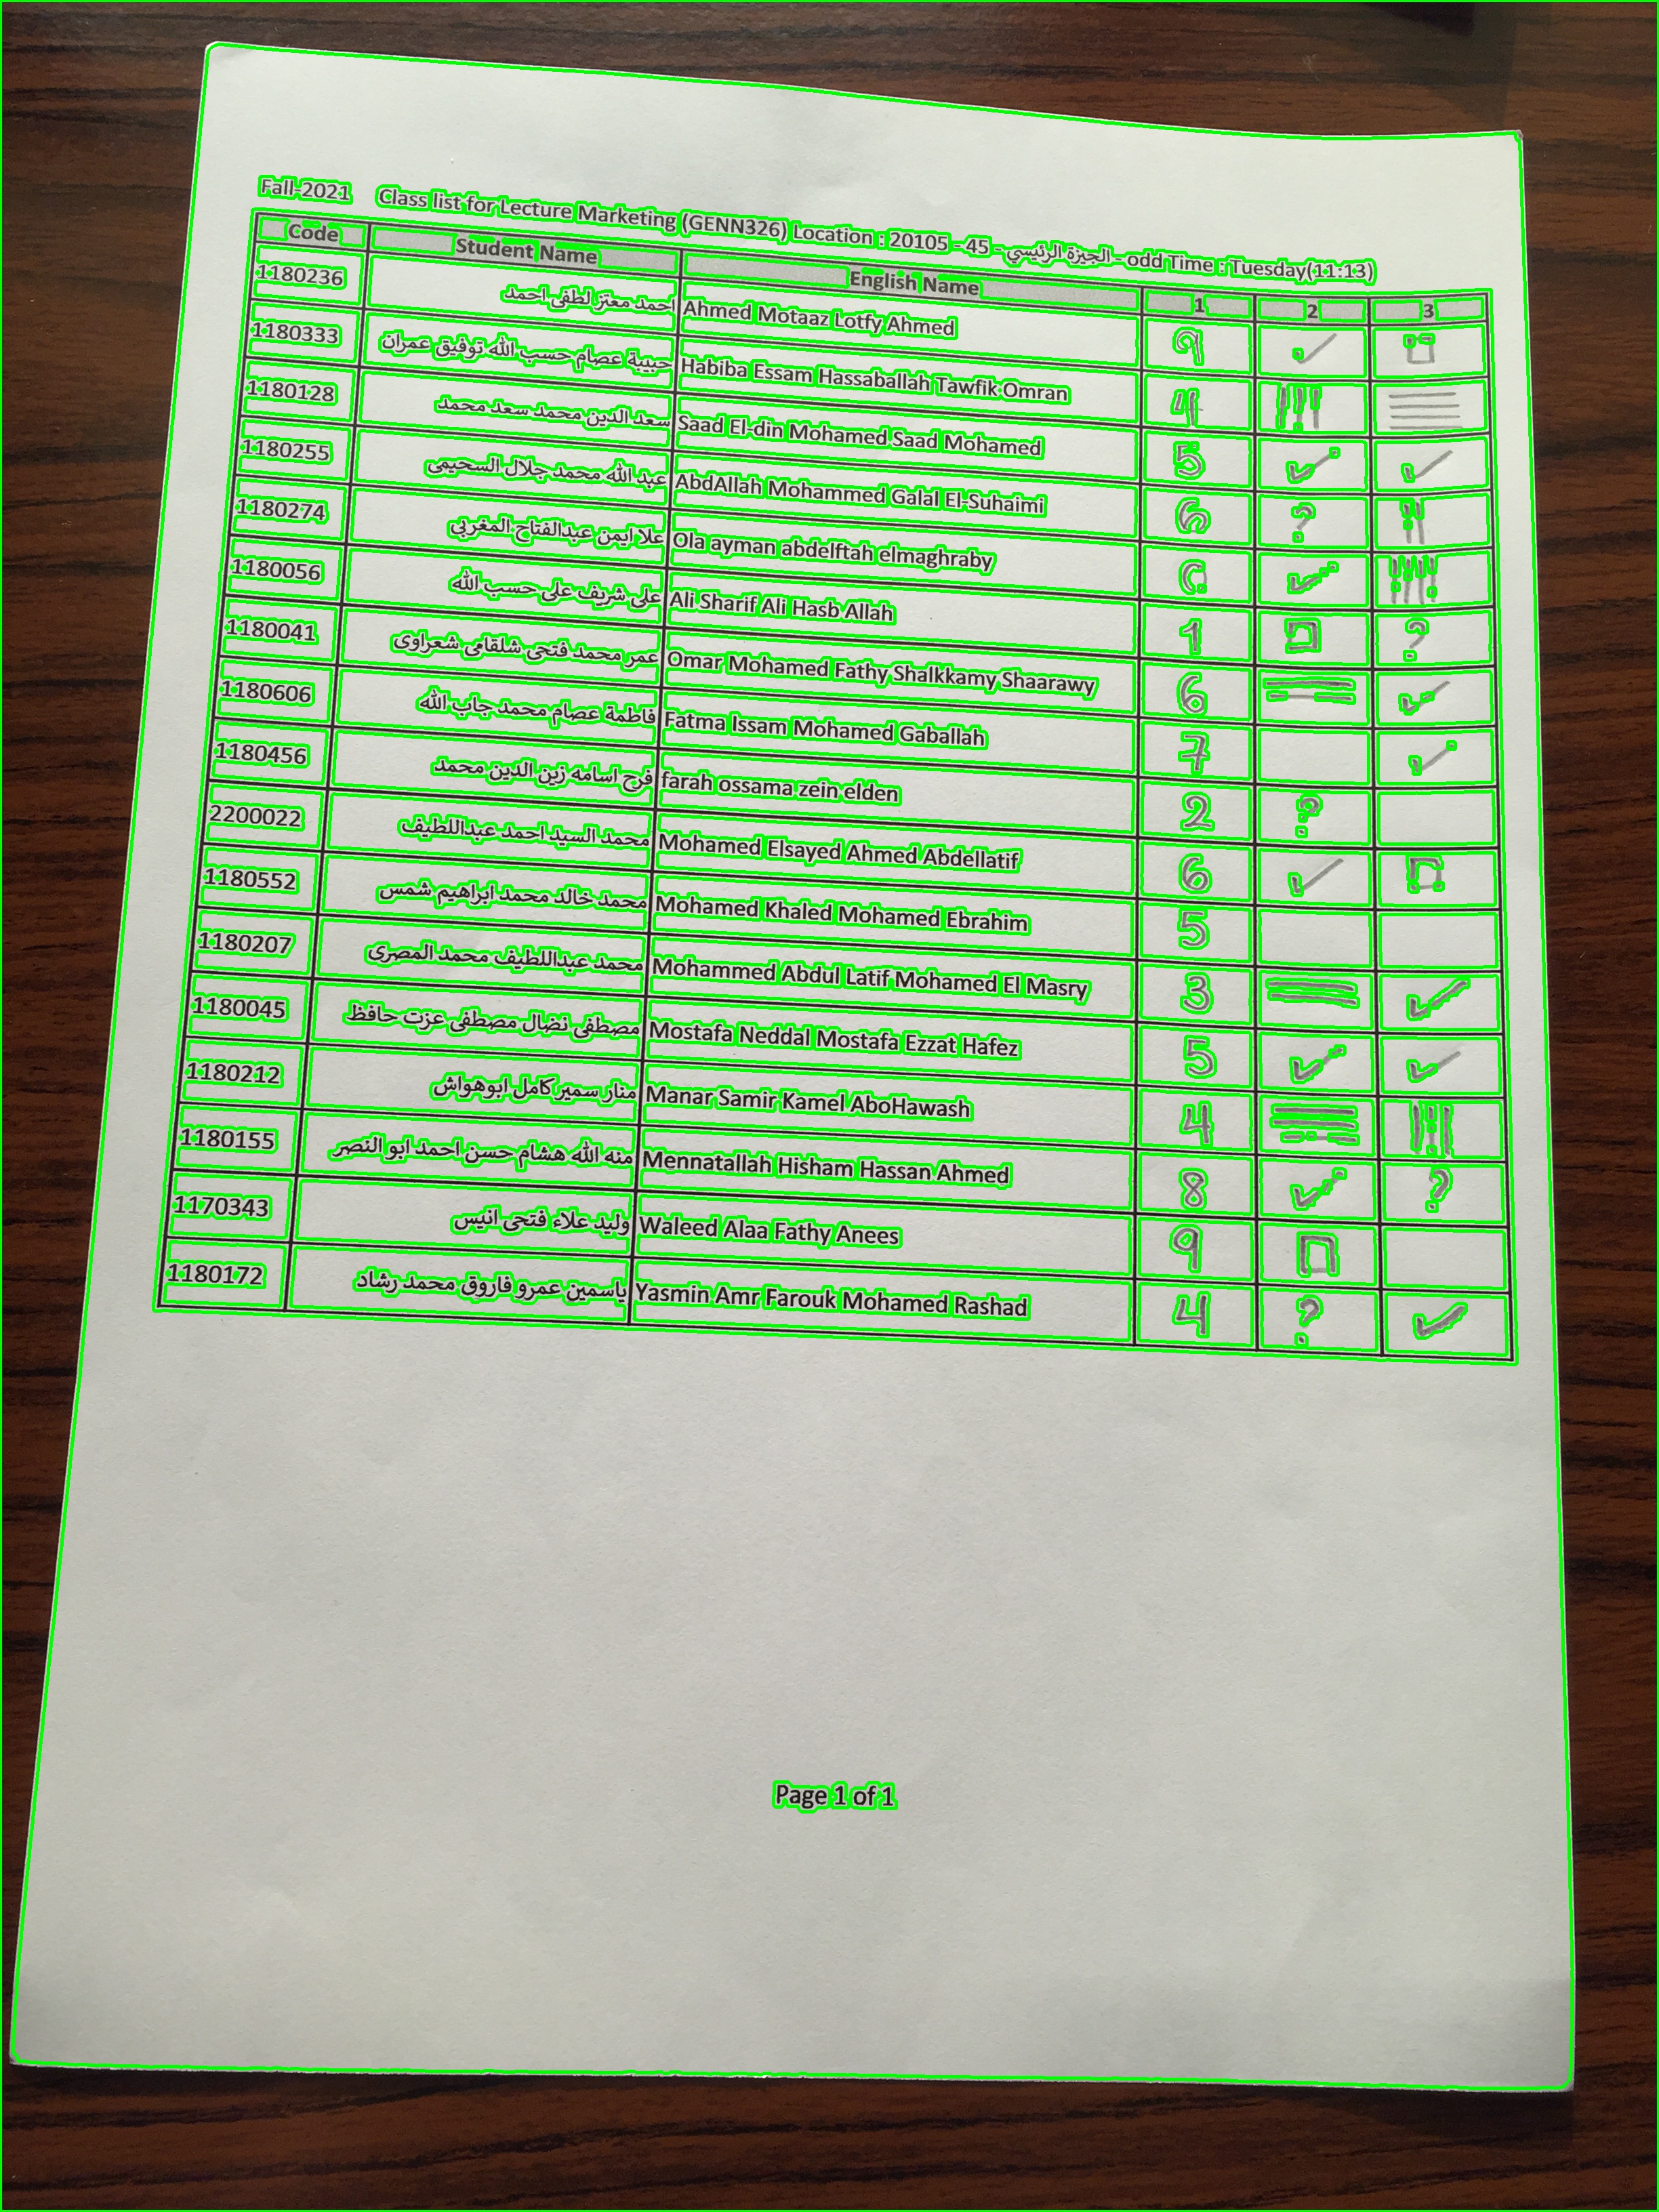 Fall-2021 Class list for Lecture Marketing (GENN326) Location : 20105 - 45 - الجيزة الرئيسي - odd Time : Tuesday(11:13)
Code Student Name English Name 1 2 3
1180236 احمد معتز لطفى احمد Ahmed Motaaz Lotfy Ahmed 9 ✓ □
1180333 حبيبة عصام حسب الله توفيق عمران Habiba Essam Hassaballah Tawfik Omran 4
1180128 سعد الدين محمد سعد محمد Saad El-din Mohamed Saad Mohamed 5 ✓ ✓
1180255 عبد الله محمد جلال السحيمى AbdAllah Mohammed Galal El-Suhaimi 6 ?
1180274 علا ايمن عبدالفتاح المغربي Ola ayman abdelftah elmaghraby ✓
1180056 على شريف على حسب الله Ali Sharif Ali Hasb Allah 1 □ ?
1180041 عمر محمد فتحى شلقامى شعراوى Omar Mohamed Fathy Shalkkamy Shaarawy 6 ✓
1180606 فاطمة عصام محمد جاب الله Fatma Issam Mohamed Gaballah 7 ✓
1180456 فرح اسامه زين الدين محمد farah ossama zein elden 2 ?
2200022 محمد السيد احمد عبداللطيف Mohamed Elsayed Ahmed Abdellatif 6 ✓ □
1180552 محمد خالد محمد ابراهيم شمس Mohamed Khaled Mohamed Ebrahim 5
1180207 محمد عبداللطيف محمد المصرى Mohammed Abdul Latif Mohamed El Masry 3 ✓
1180045 مصطفى نضال مصطفى عزت حافظ Mostafa Neddal Mostafa Ezzat Hafez 5 ✓ ✓
1180212 منار سمير كامل ابوهواش Manar Samir Kamel AboHawash 4
1180155 منه الله هشام حسن احمد ابو النصر Mennatallah Hisham Hassan Ahmed 8 ✓ ?
1170343 وليد علاء فتحى انيس Waleed Alaa Fathy Anees 9 □
1180172 ياسمين عمرو فاروق محمد رشاد Yasmin Amr Farouk Mohamed Rashad 4 ? ✓
Page 1 of 1